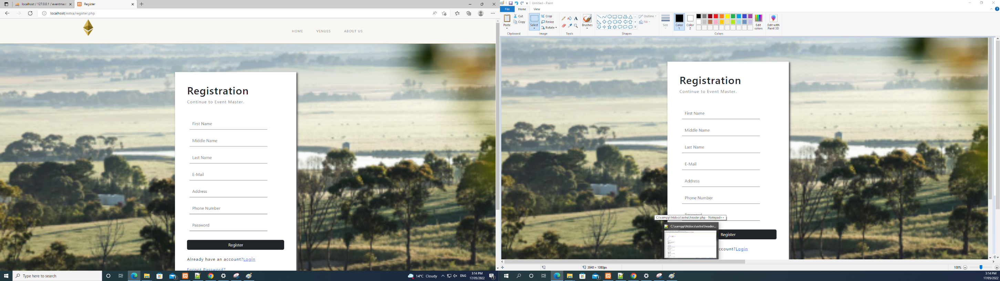 localhost / 127.0.0.1 / eventmast
Register
localhost/extra/register.php
HOME
VENUES
ABOUT US
Registration
Continue to Event Master.
First Name
Middle Name
Last Name
E-Mail
Address
Phone Number
Password
Register
Already have an account?Login
Forgot Password?
Type here to search
1
14°C Cloudy
ENG
3:14 PM
17/05/2022
1
Untitled - Paint
File
Home
View
Paste
Cut
Copy
Clipboard
Select
Crop
Resize
Rotate
Image
A
Tools
Brushes
Outline
Fill
Shapes
Size
Color
1
Color
2
Edit
colors
Edit with
Paint 3D
Colors
Registration
Continue to Event Master.
First Name
Middle Name
Last Name
E-Mail
Address
Phone Number
Password
C:\xampp\htdocs\extra\header.php - Notepad++
C:\xampp\htdocs\extra\header...
Register
ccount?Login
3840 × 1080px
100%
1
3:14 PM
17/05/2022